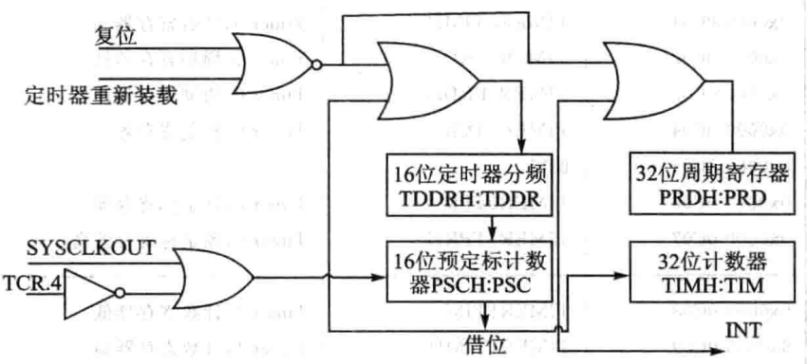 复位
定时器重新装载
16位定时器分频
TDDRH:TDDR
32位周期寄存器
PRDH:PRD
SYSCLKOUT
TCR.4
16位预定标计数
器PSCH:PSC
32位计数器
TIMH:TIM
借位
INT